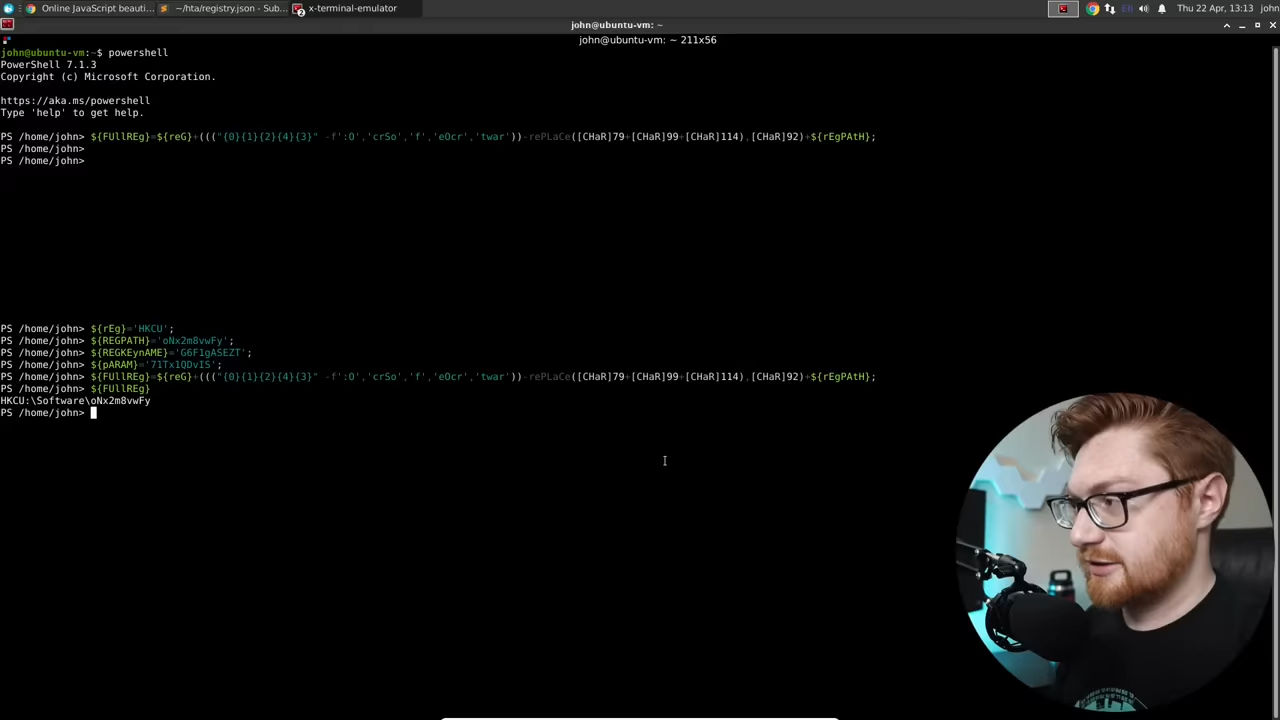 Online JavaScript beauti...
~/hta/registry.json - Sub...
x-terminal-emulator
2
EN
Thu 22 Apr, 13:13 john
john@ubuntu-vm: ~
john@ubuntu-vm: ~ 211x56
john@ubuntu-vm:~$ powershell
PowerShell 7.1.3
Copyright (c) Microsoft Corporation.
https://aka.ms/powershell
Type 'help' to get help.
PS /home/john> ${FUllREg}=${reG}+((("{0}{1}{2}{4}{3}" -f':O','crSo','f','eOcr','twar'))-rePLaCe([CHaR]79+[CHaR]99+[CHaR]114),[CHaR]92)+${rEgPAtH};
PS /home/john>
PS /home/john>
PS /home/john> ${rEg}='HKCU';
PS /home/john> ${REGPATH}='oNx2m8vwFy';
PS /home/john> ${REGKEynAME}='G6F1gASEZT';
PS /home/john> ${pARAM}='71Tx1QDvIS';
PS /home/john> ${FUllREg}=${reG}+((("{0}{1}{2}{4}{3}" -f':O','crSo','f','eOcr','twar'))-rePLaCe([CHaR]79+[CHaR]99+[CHaR]114),[CHaR]92)+${rEgPAtH};
PS /home/john> ${FUllREg}
HKCU:\Software\oNx2m8vwFy
PS /home/john>